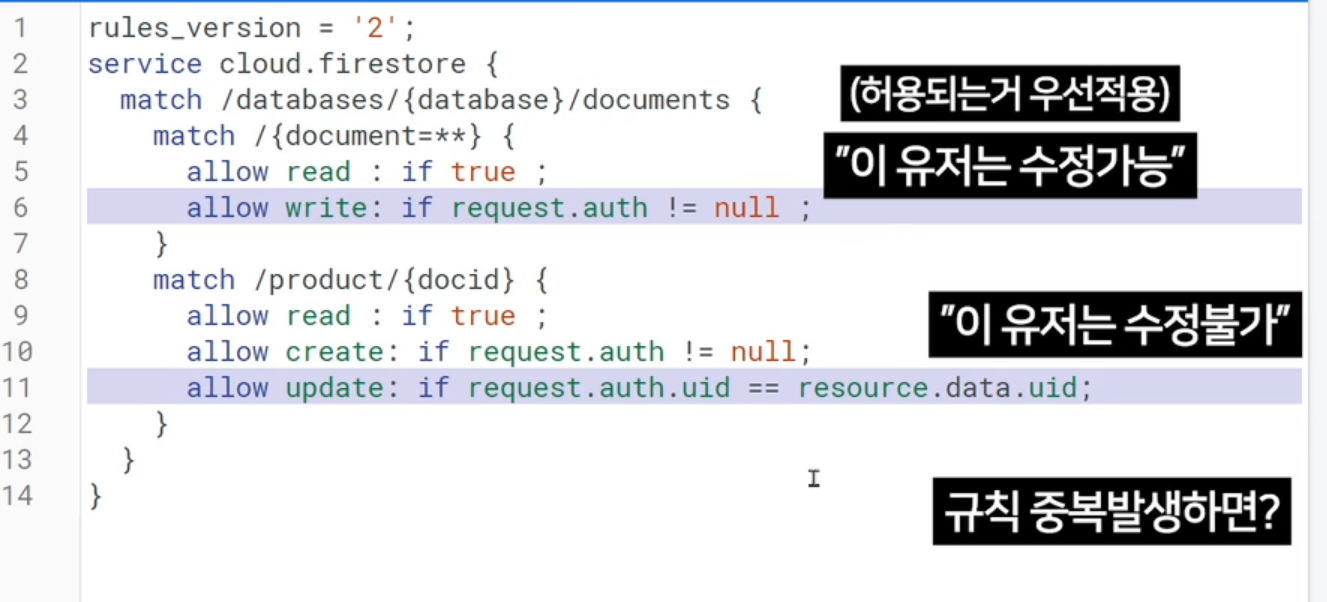 1 rules_version = '2';
2 service cloud.firestore {
3 match /databases/{database}/documents {
(허용되는거 우선적용)
4 match /{document=**} {
5 allow read : if true ;
"이 유저는 수정가능"
6 allow write: if request.auth != null ;
7 }
8 match /product/{docid} {
9 allow read : if true ;
"이 유저는 수정불가"
10 allow create: if request.auth != null;
11 allow update: if request.auth.uid == resource.data.uid;
12 }
13 }
14 }
규칙 중복발생하면?